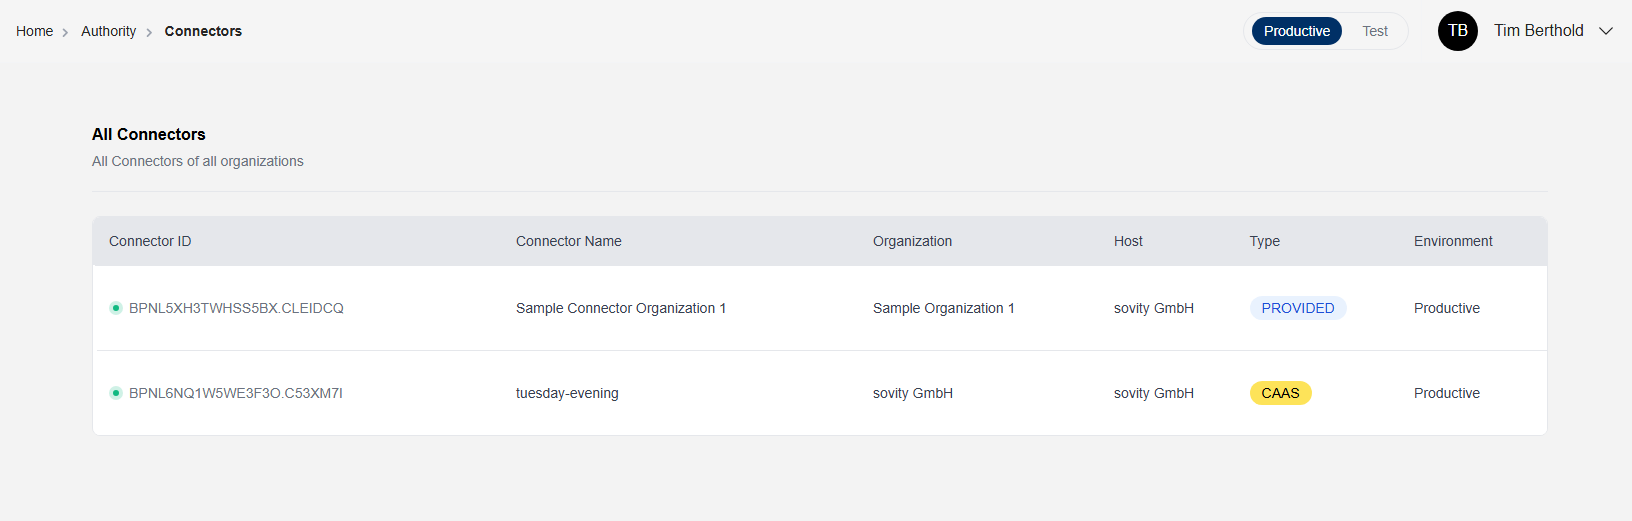 Home > Authority > Connectors Productive Test TB Tim Berthold
All Connectors
All Connectors of all organizations
Connector ID Connector Name Organization Host Type Environment
BPNL5XH3TWHSS5BX.CLEIDCQ Sample Connector Organization 1 Sample Organization 1 sovity GmbH PROVIDED Productive
BPNL6NQ1W5WE3F3O.C53XM7I tuesday-evening sovity GmbH sovity GmbH CAAS Productive